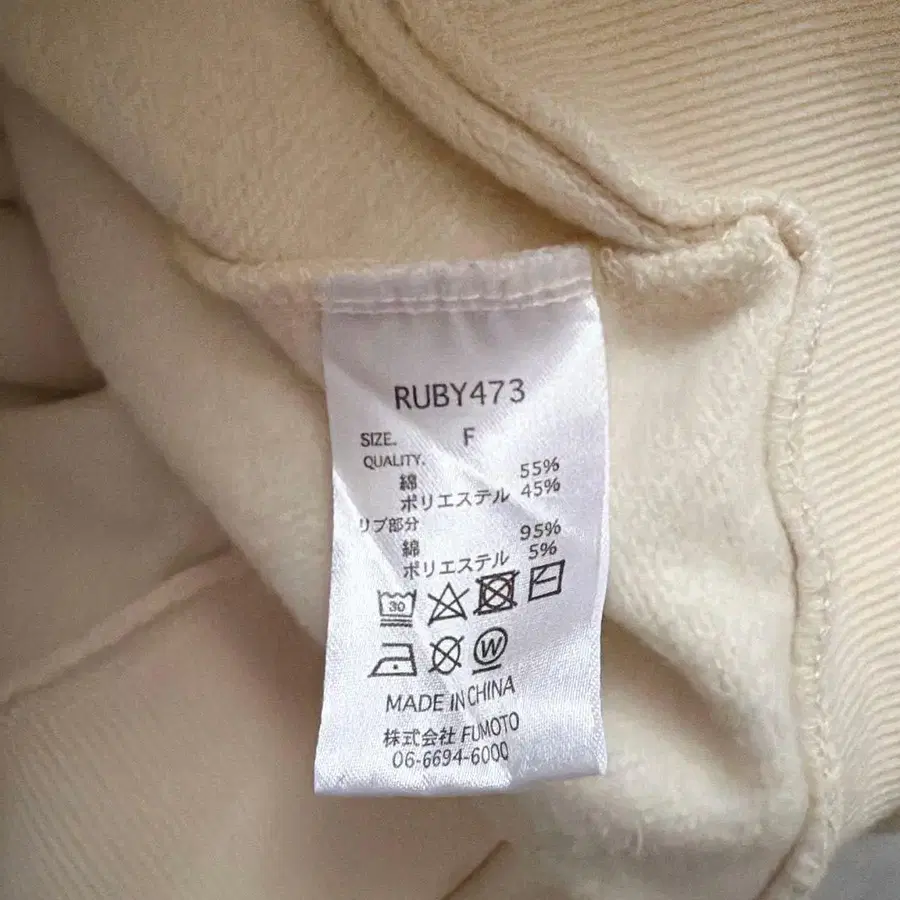 RUBY473
SIZE. F
QUALITY.
綿 55%
ポリエステル 45%
リブ部分
綿 95%
ポリエステル 5%
30
W
MADE IN CHINA
株式会社 FUMOTO
06-6694-6000